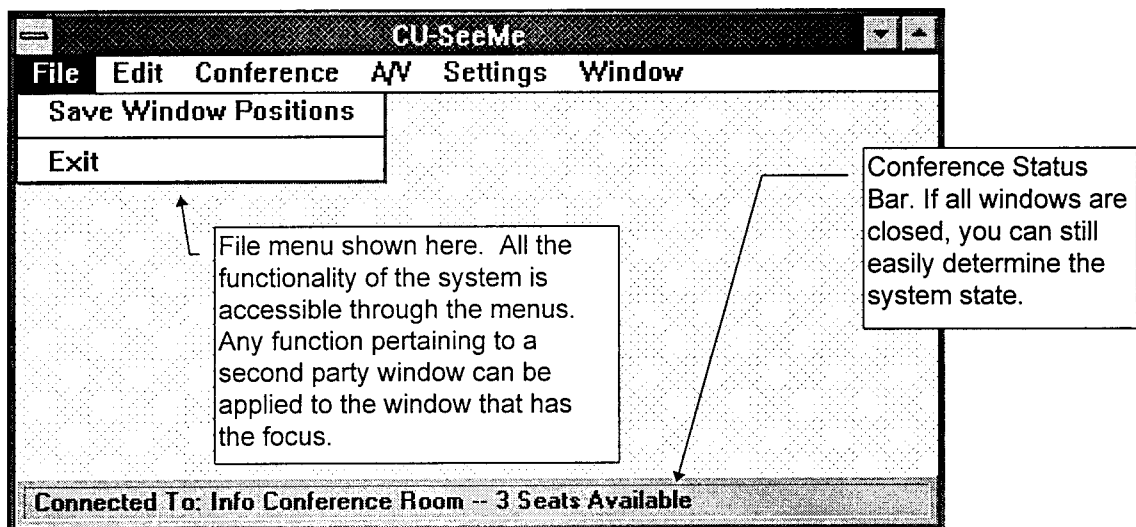 CU-SeeMe
File Edit Conference A/V Settings Window
Save Window Positions
Exit
File menu shown here. All the
functionality of the system is
accessible through the menus.
Any function pertaining to a
second party window can be
applied to the window that has
the focus.
Conference Status
Bar. If all windows are
closed, you can still
easily determine the
system state.
Connected To: Info Conference Room -- 3 Seats Available